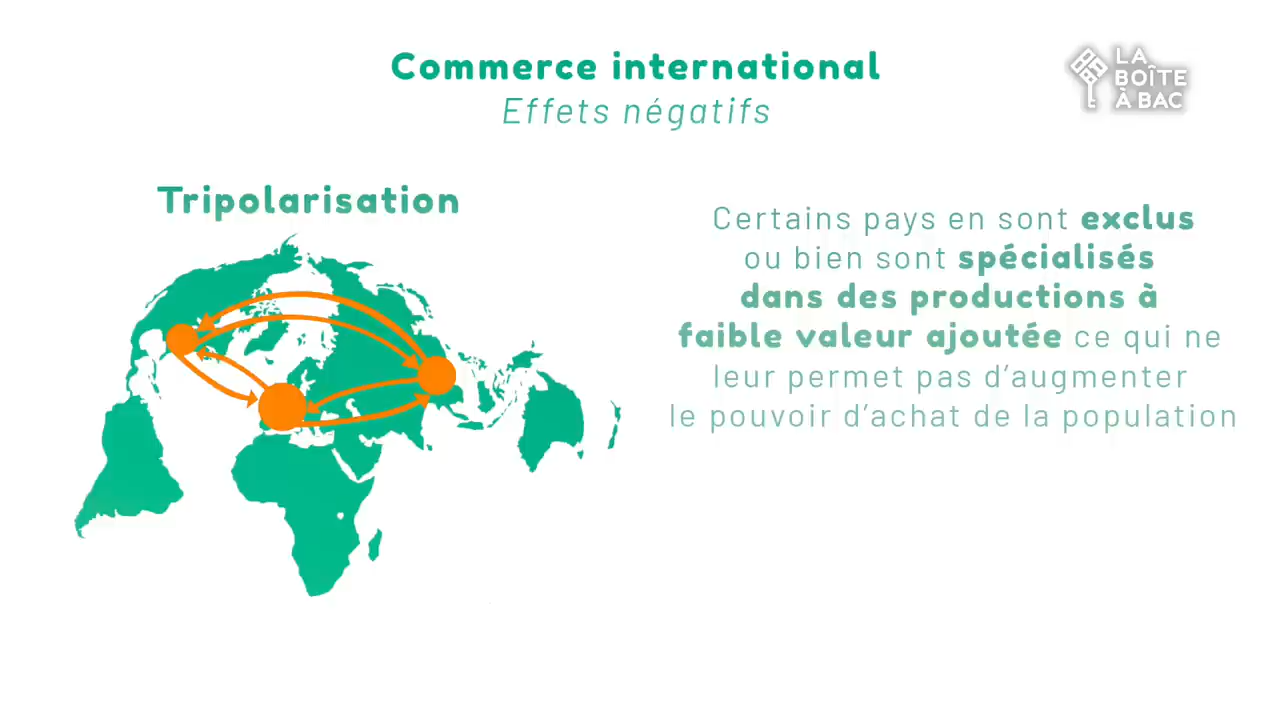 Commerce international
Effets négatifs
LA
BOÎTE
À BAC
Tripolarisation
Certains pays en sont exclus
ou bien sont spécialisés
dans des productions à
faible valeur ajoutée ce qui ne
leur permet pas d'augmenter
le pouvoir d'achat de la population